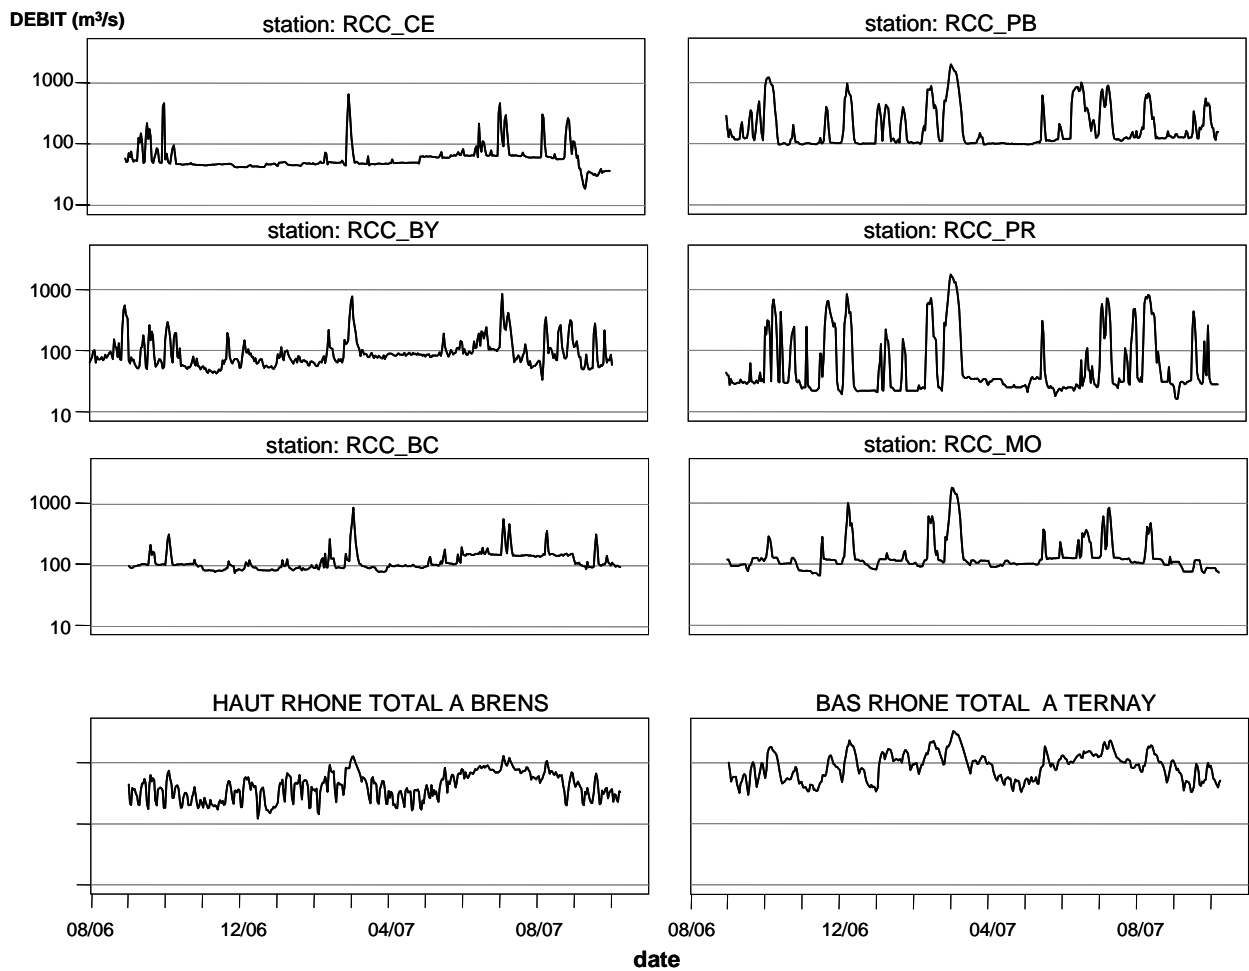 DEBIT (m³/s)
station: RCC_CE
station: RCC_PB
1000
100
10
station: RCC_BY
station: RCC_PR
1000
100
10
station: RCC_BC
station: RCC_MO
1000
100
10
HAUT RHONE TOTAL A BRENS
BAS RHONE TOTAL A TERNAY
08/06 12/06 04/07 08/07 08/06 12/06 04/07 08/07
date